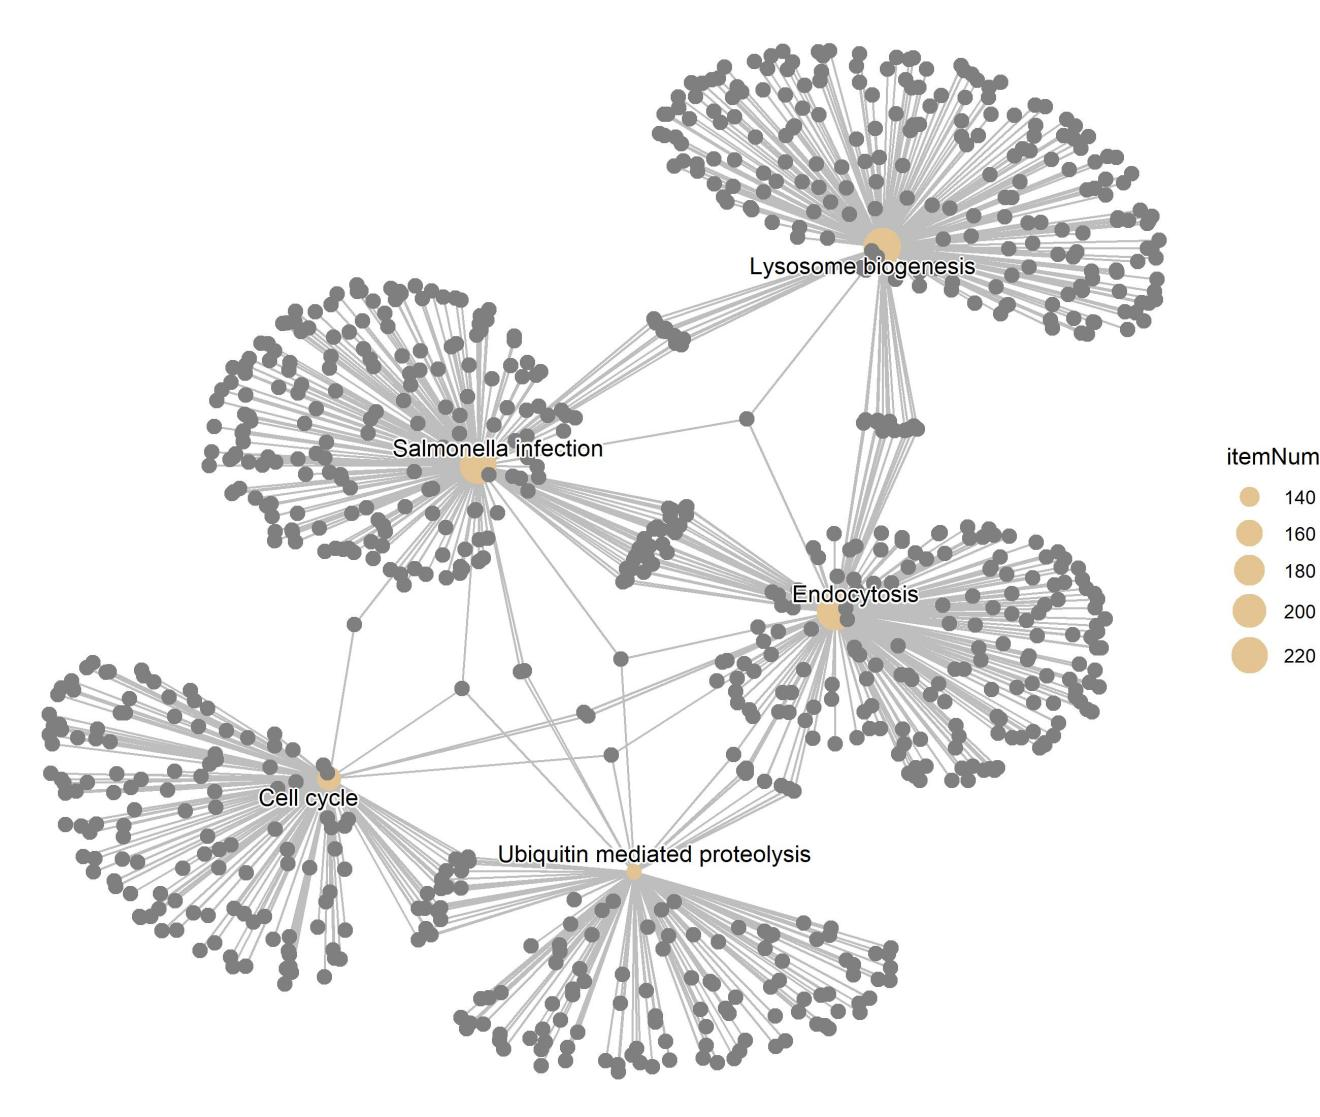 Lysosome biogenesis
Salmonella infection
itemNum
140
160
180
200
220
Endocytosis
Cell cycle
Ubiquitin mediated proteolysis